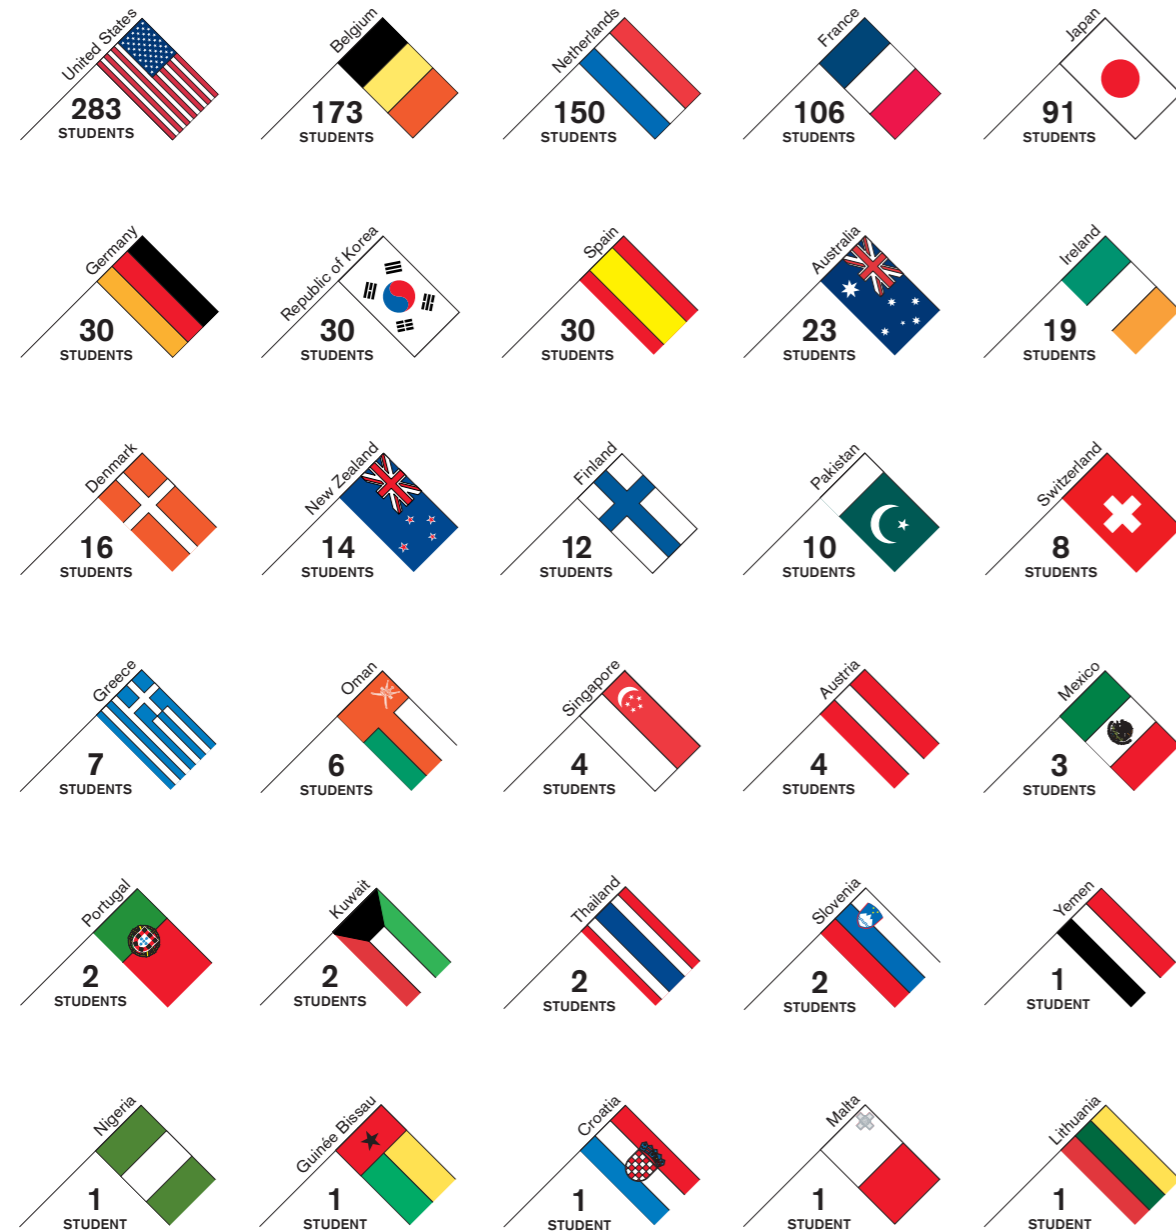 United States
283
STUDENTS
Belgium
173
STUDENTS
Netherlands
150
STUDENTS
France
106
STUDENTS
Japan
91
STUDENTS
Germany
30
STUDENTS
Republic of Korea
30
STUDENTS
Spain
30
STUDENTS
Australia
23
STUDENTS
Ireland
19
STUDENTS
Denmark
16
STUDENTS
New Zealand
14
STUDENTS
Finland
12
STUDENTS
Pakistan
10
STUDENTS
Switzerland
8
STUDENTS
Greece
7
STUDENTS
Oman
6
STUDENTS
Singapore
4
STUDENTS
Austria
4
STUDENTS
Mexico
3
STUDENTS
Portugal
2
STUDENTS
Kuwait
2
STUDENTS
Thailand
2
STUDENTS
Slovenia
2
STUDENTS
Yemen
1
STUDENT
Nigeria
1
STUDENT
Guinée Bissau
1
STUDENT
Croatia
1
STUDENT
Malta
1
STUDENT
Lithuania
1
STUDENT